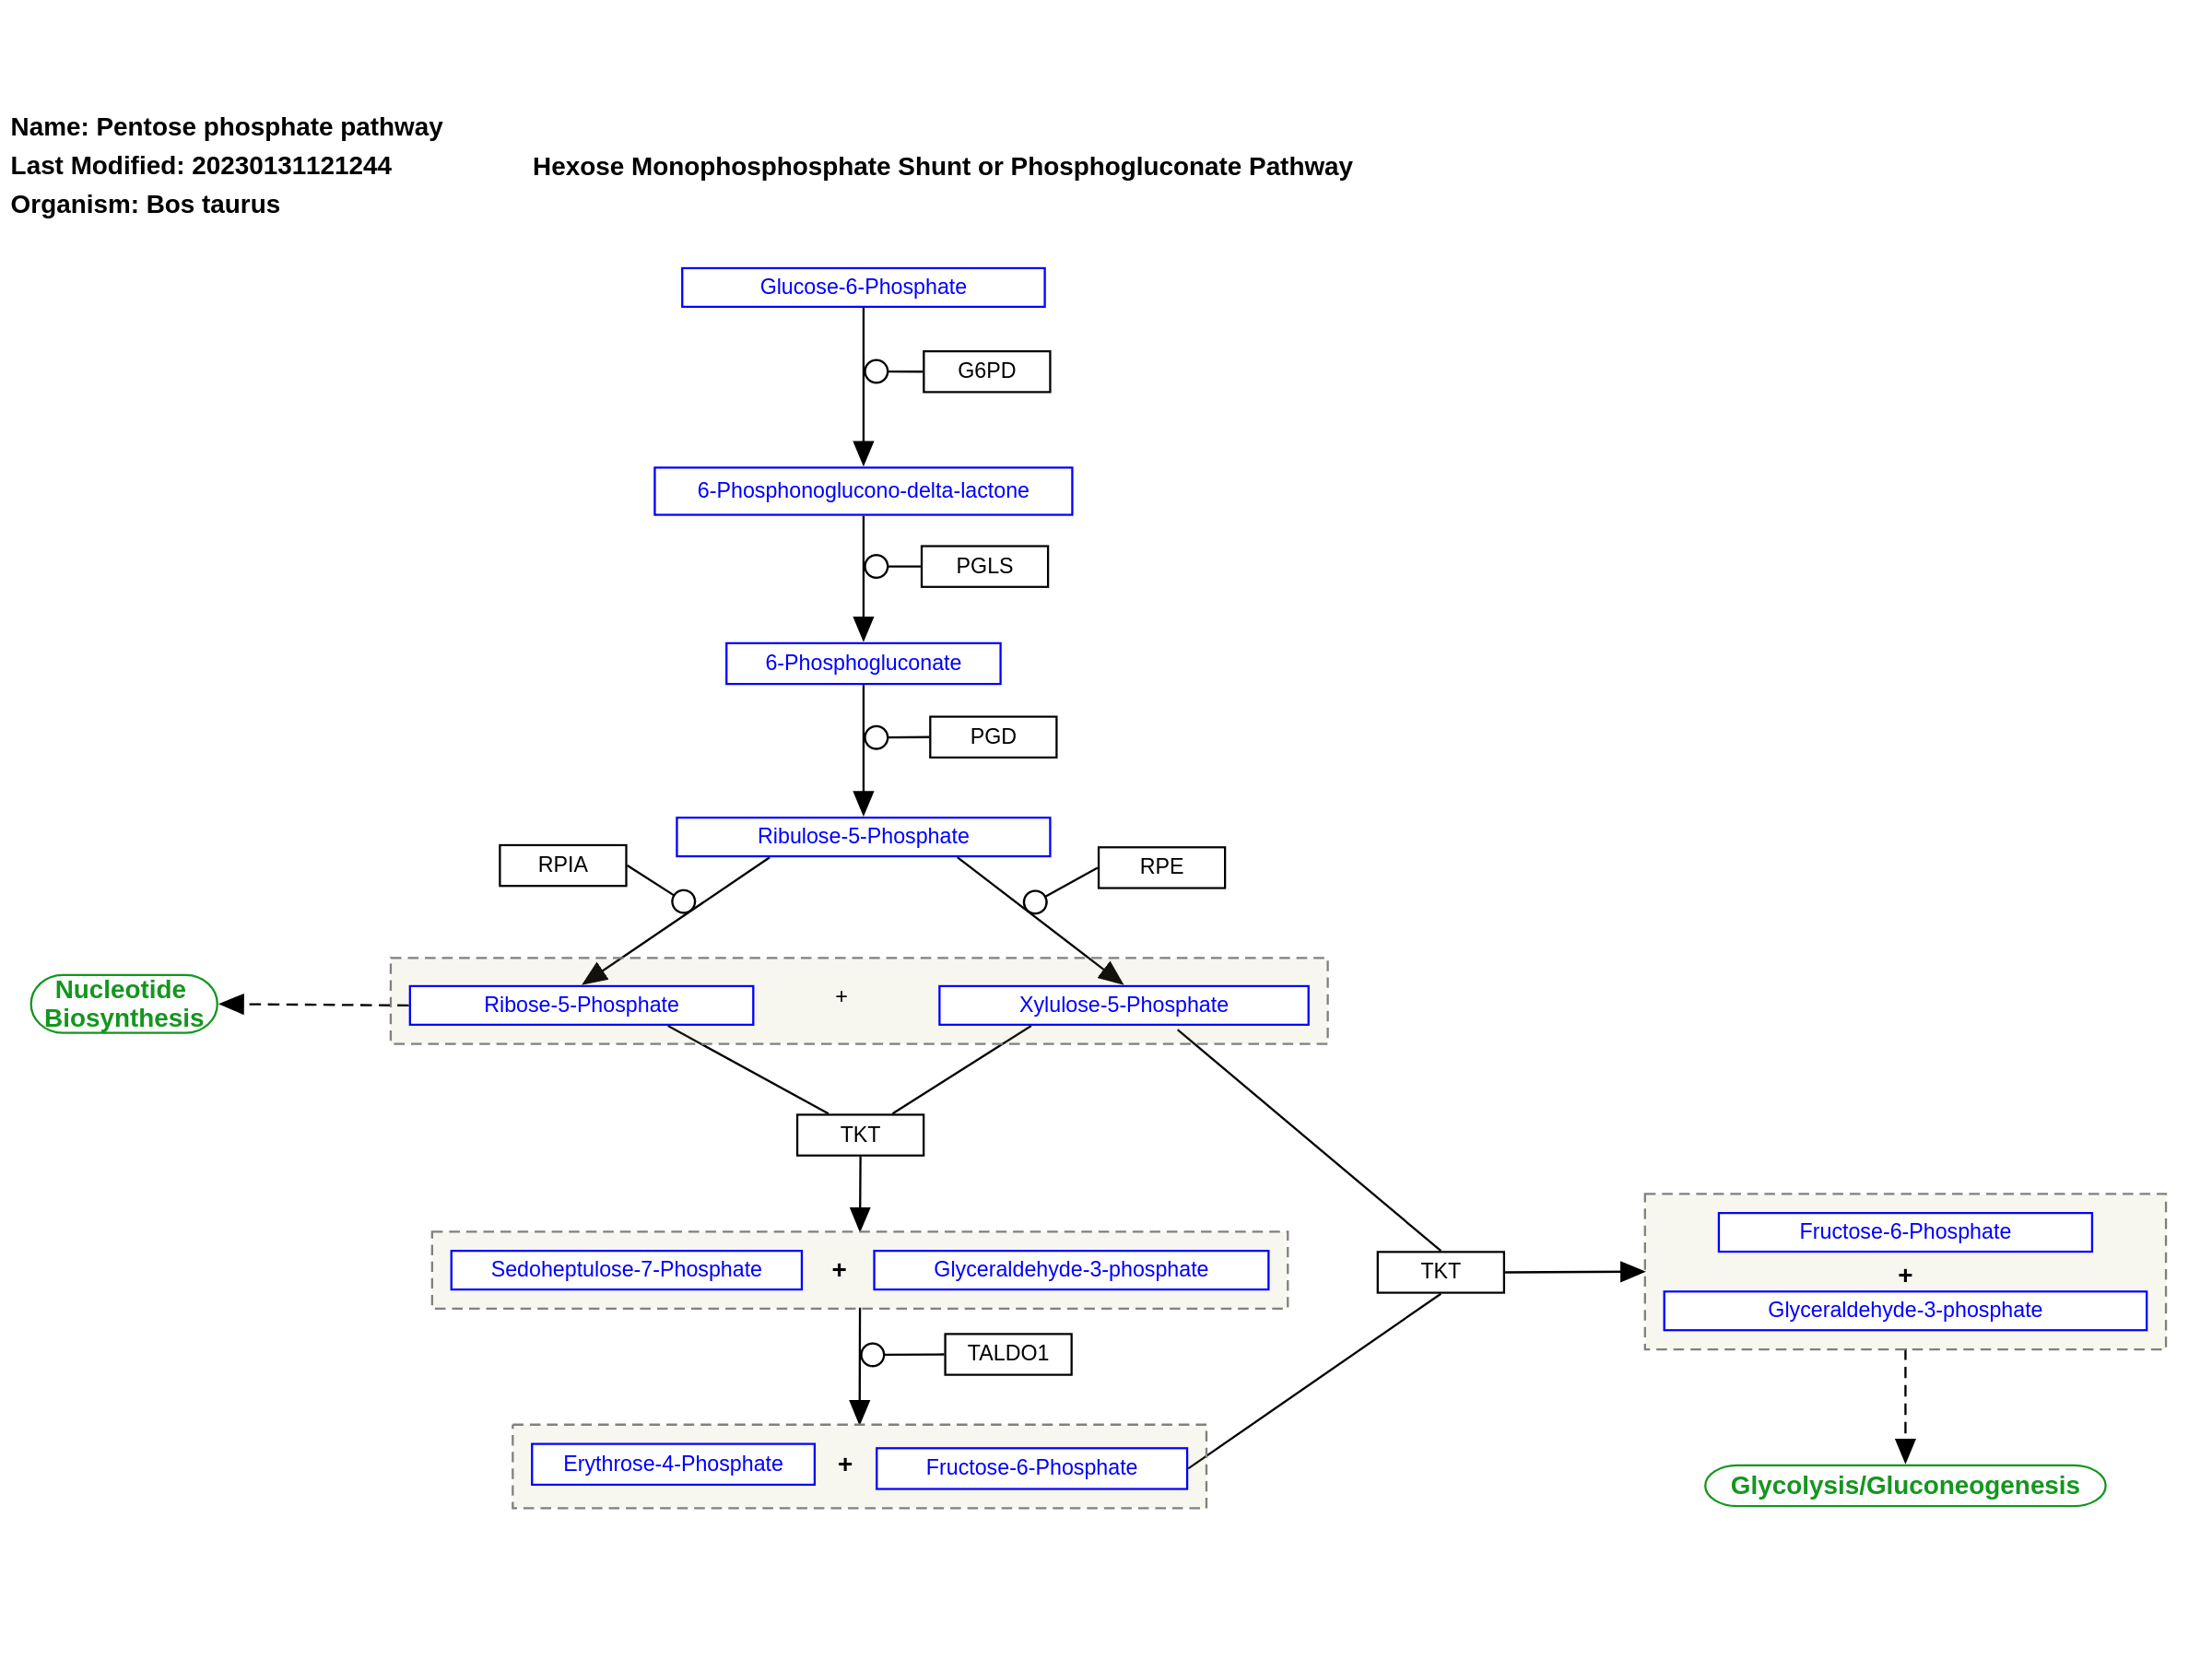 Name: Pentose phosphate pathway
Last Modified: 20230131121244
Organism: Bos taurus
Hexose Monophosphosphate Shunt or Phosphogluconate Pathway
Glucose-6-Phosphate
G6PD
6-Phosphonoglucono-delta-lactone
PGLS
6-Phosphogluconate
PGD
Ribulose-5-Phosphate
RPIA
RPE
Nucleotide
Biosynthesis
Ribose-5-Phosphate
+
Xylulose-5-Phosphate
TKT
Sedoheptulose-7-Phosphate
+
Glyceraldehyde-3-phosphate
TKT
Fructose-6-Phosphate
+
Glyceraldehyde-3-phosphate
TALDO1
Erythrose-4-Phosphate
+
Fructose-6-Phosphate
Glycolysis/Gluconeogenesis